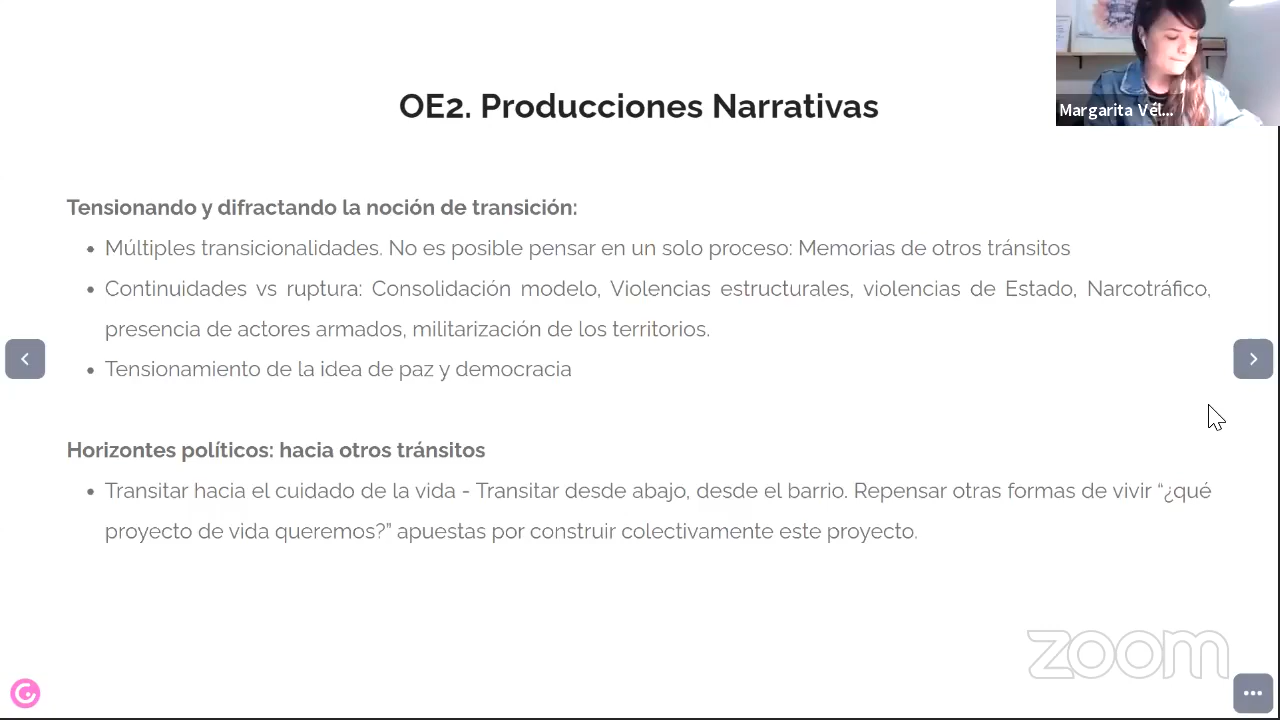 OE2. Producciones Narrativas
Margarita Vél...
Tensionando y difractando la noción de transición:
• Múltiples transicionalidades. No es posible pensar en un solo proceso: Memorias de otros tránsitos
• Continuidades vs ruptura: Consolidación modelo, Violencias estructurales, violencias de Estado, Narcotráfico,
presencia de actores armados, militarización de los territorios.
• Tensionamiento de la idea de paz y democracia
Horizontes políticos: hacia otros tránsitos
• Transitar hacia el cuidado de la vida - Transitar desde abajo, desde el barrio. Repensar otras formas de vivir “¿qué
proyecto de vida queremos?” apuestas por construir colectivamente este proyecto.
zoom